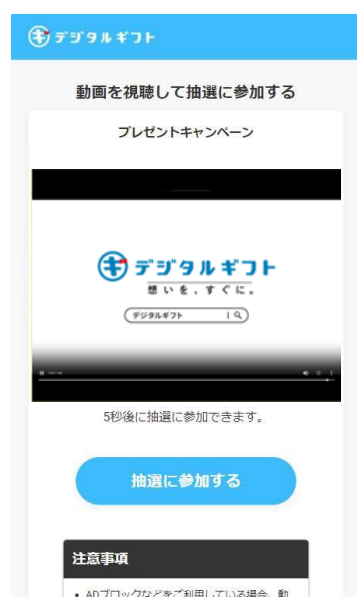 ギ デジタルギフト
動画を視聴して抽選に参加する
プレゼントキャンペーン
ギ デジタルギフト
想いを、すぐに。
デジタルギフト
5秒後に抽選に参加できます。
抽選に参加する
注意事項
• ADブロックなどをご利用している場合、動